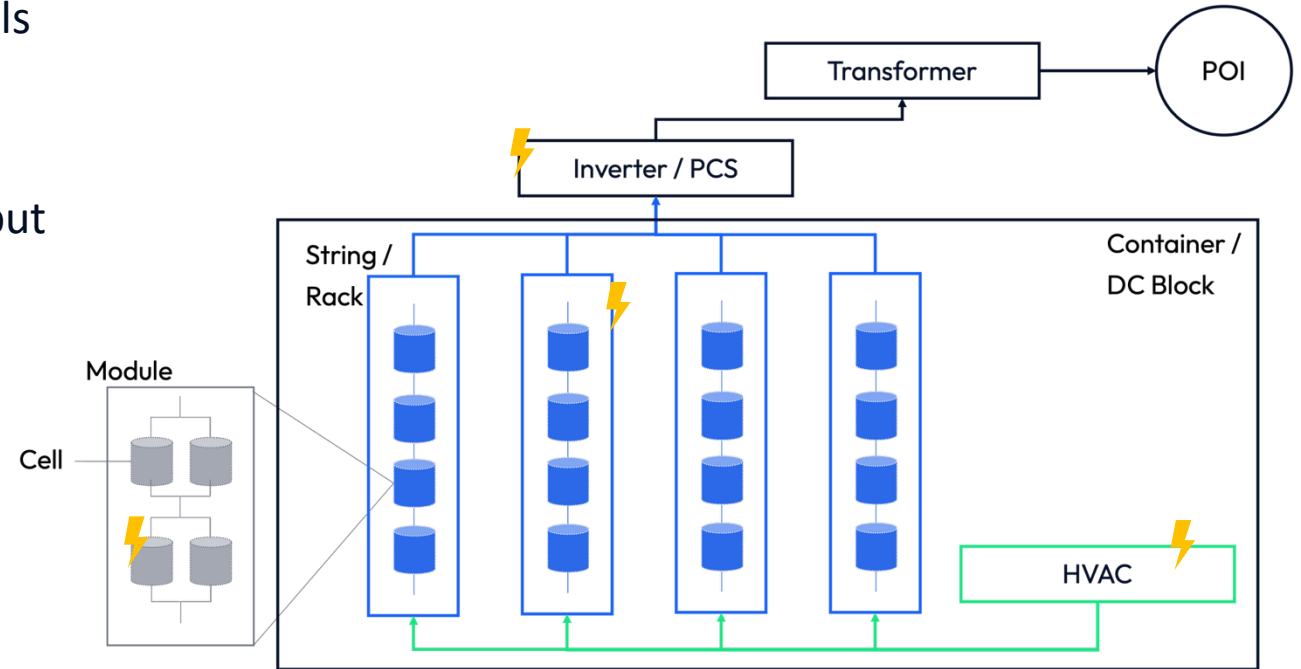 ls
Transformer
POI
Inverter / PCS
out
String /
Rack
Container /
DC Block
Module
Cell
HVAC